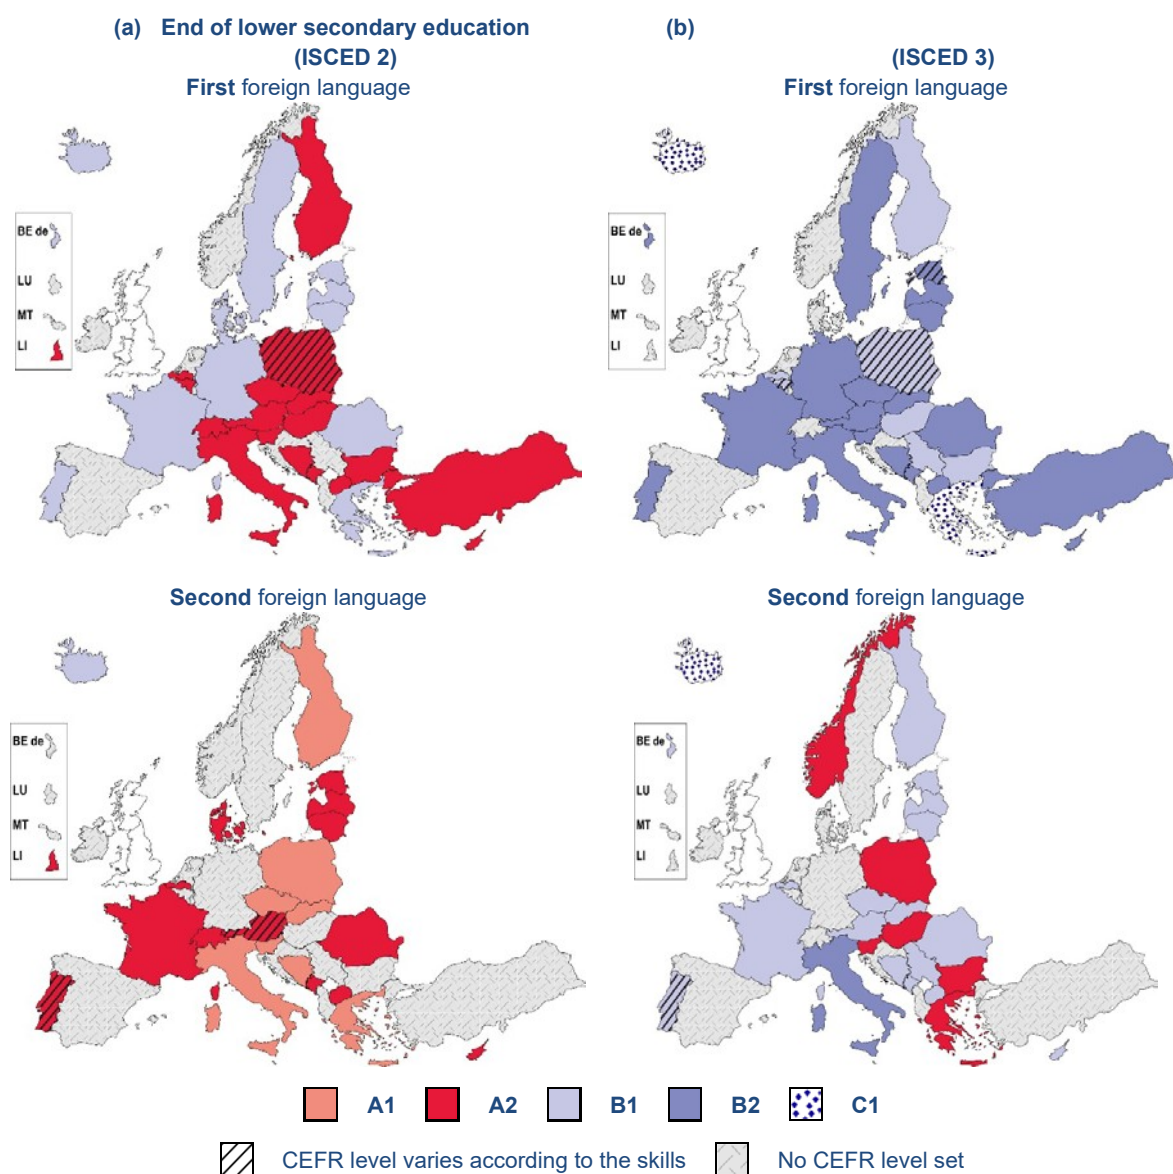 (a) End of lower secondary education
(ISCED 2)
First foreign language
BE de
LU
MT
LI
(b)
(ISCED 3)
First foreign language
BE de
LU
MT
LI
Second foreign language
BE de
LU
MT
LI
Second foreign language
BE de
LU
MT
LI
A1 A2 B1 B2 C1
CEFR level varies according to the skills No CEFR level set